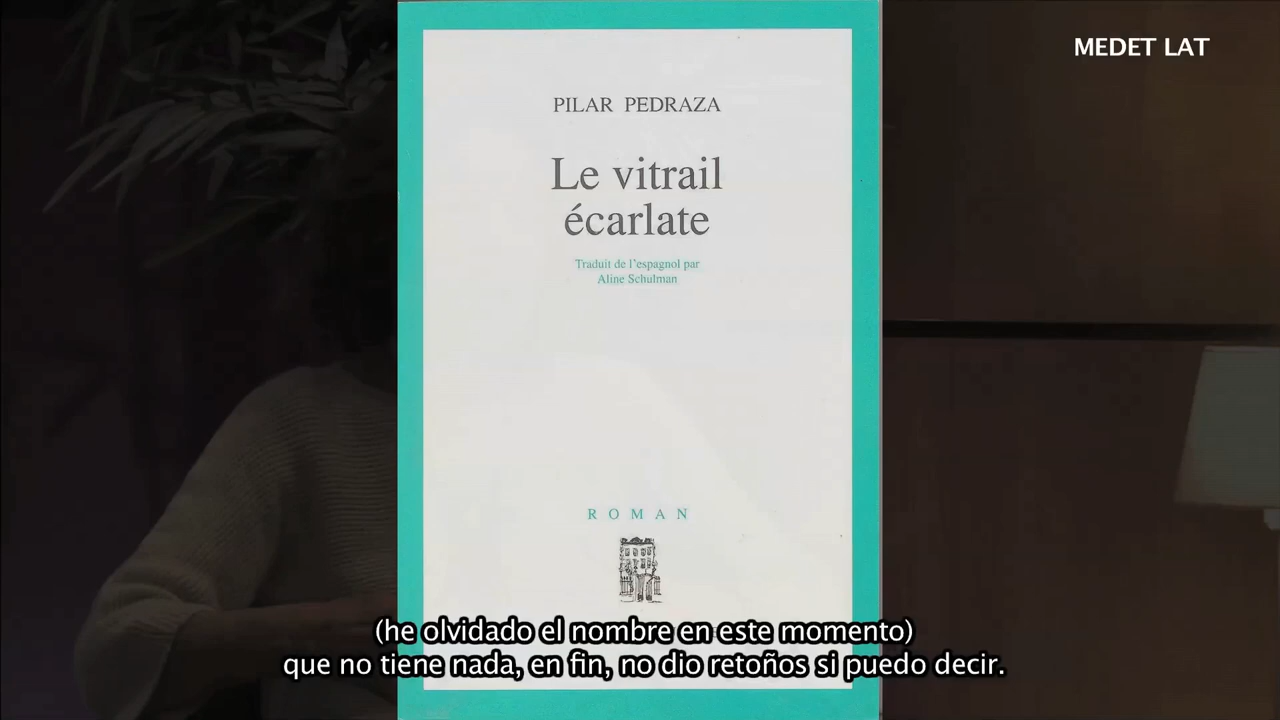 MEDET LAT
PILAR PEDRAZA
Le vitrail
écarlate
Traduit de l'espagnol par
Aline Schulman
ROMAN
(he olvidado el nombre en este momento)
que no tiene nada, en fin, no dio retoños si puedo decir.